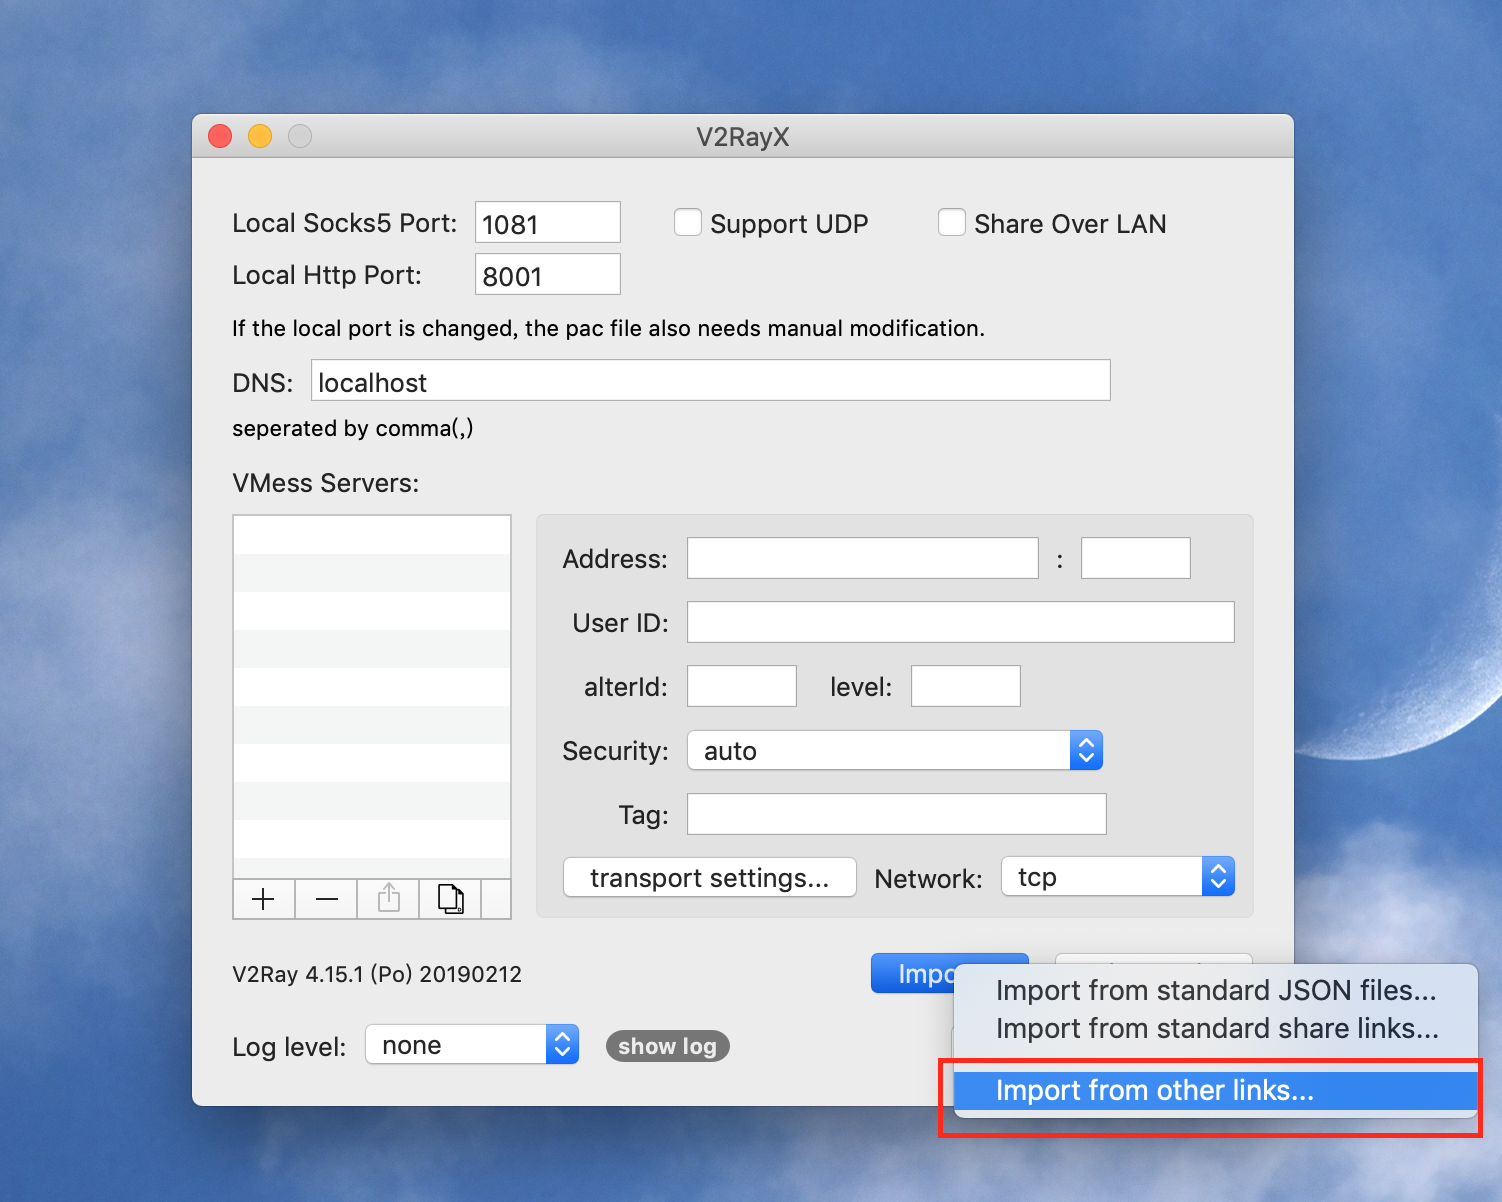 V2RayX
Local Socks5 Port: 1081 Support UDP Share Over LAN
Local Http Port: 8001
If the local port is changed, the pac file also needs manual modification.
DNS: localhost
seperated by comma(,)
VMess Servers:
Address: :
User ID:
alterId: level:
Security: auto
Tag:
transport settings... Network: tcp
V2Ray 4.15.1 (Po) 20190212
Import from standard JSON files...
Import from standard share links...
Log level: none show log
Import from other links...